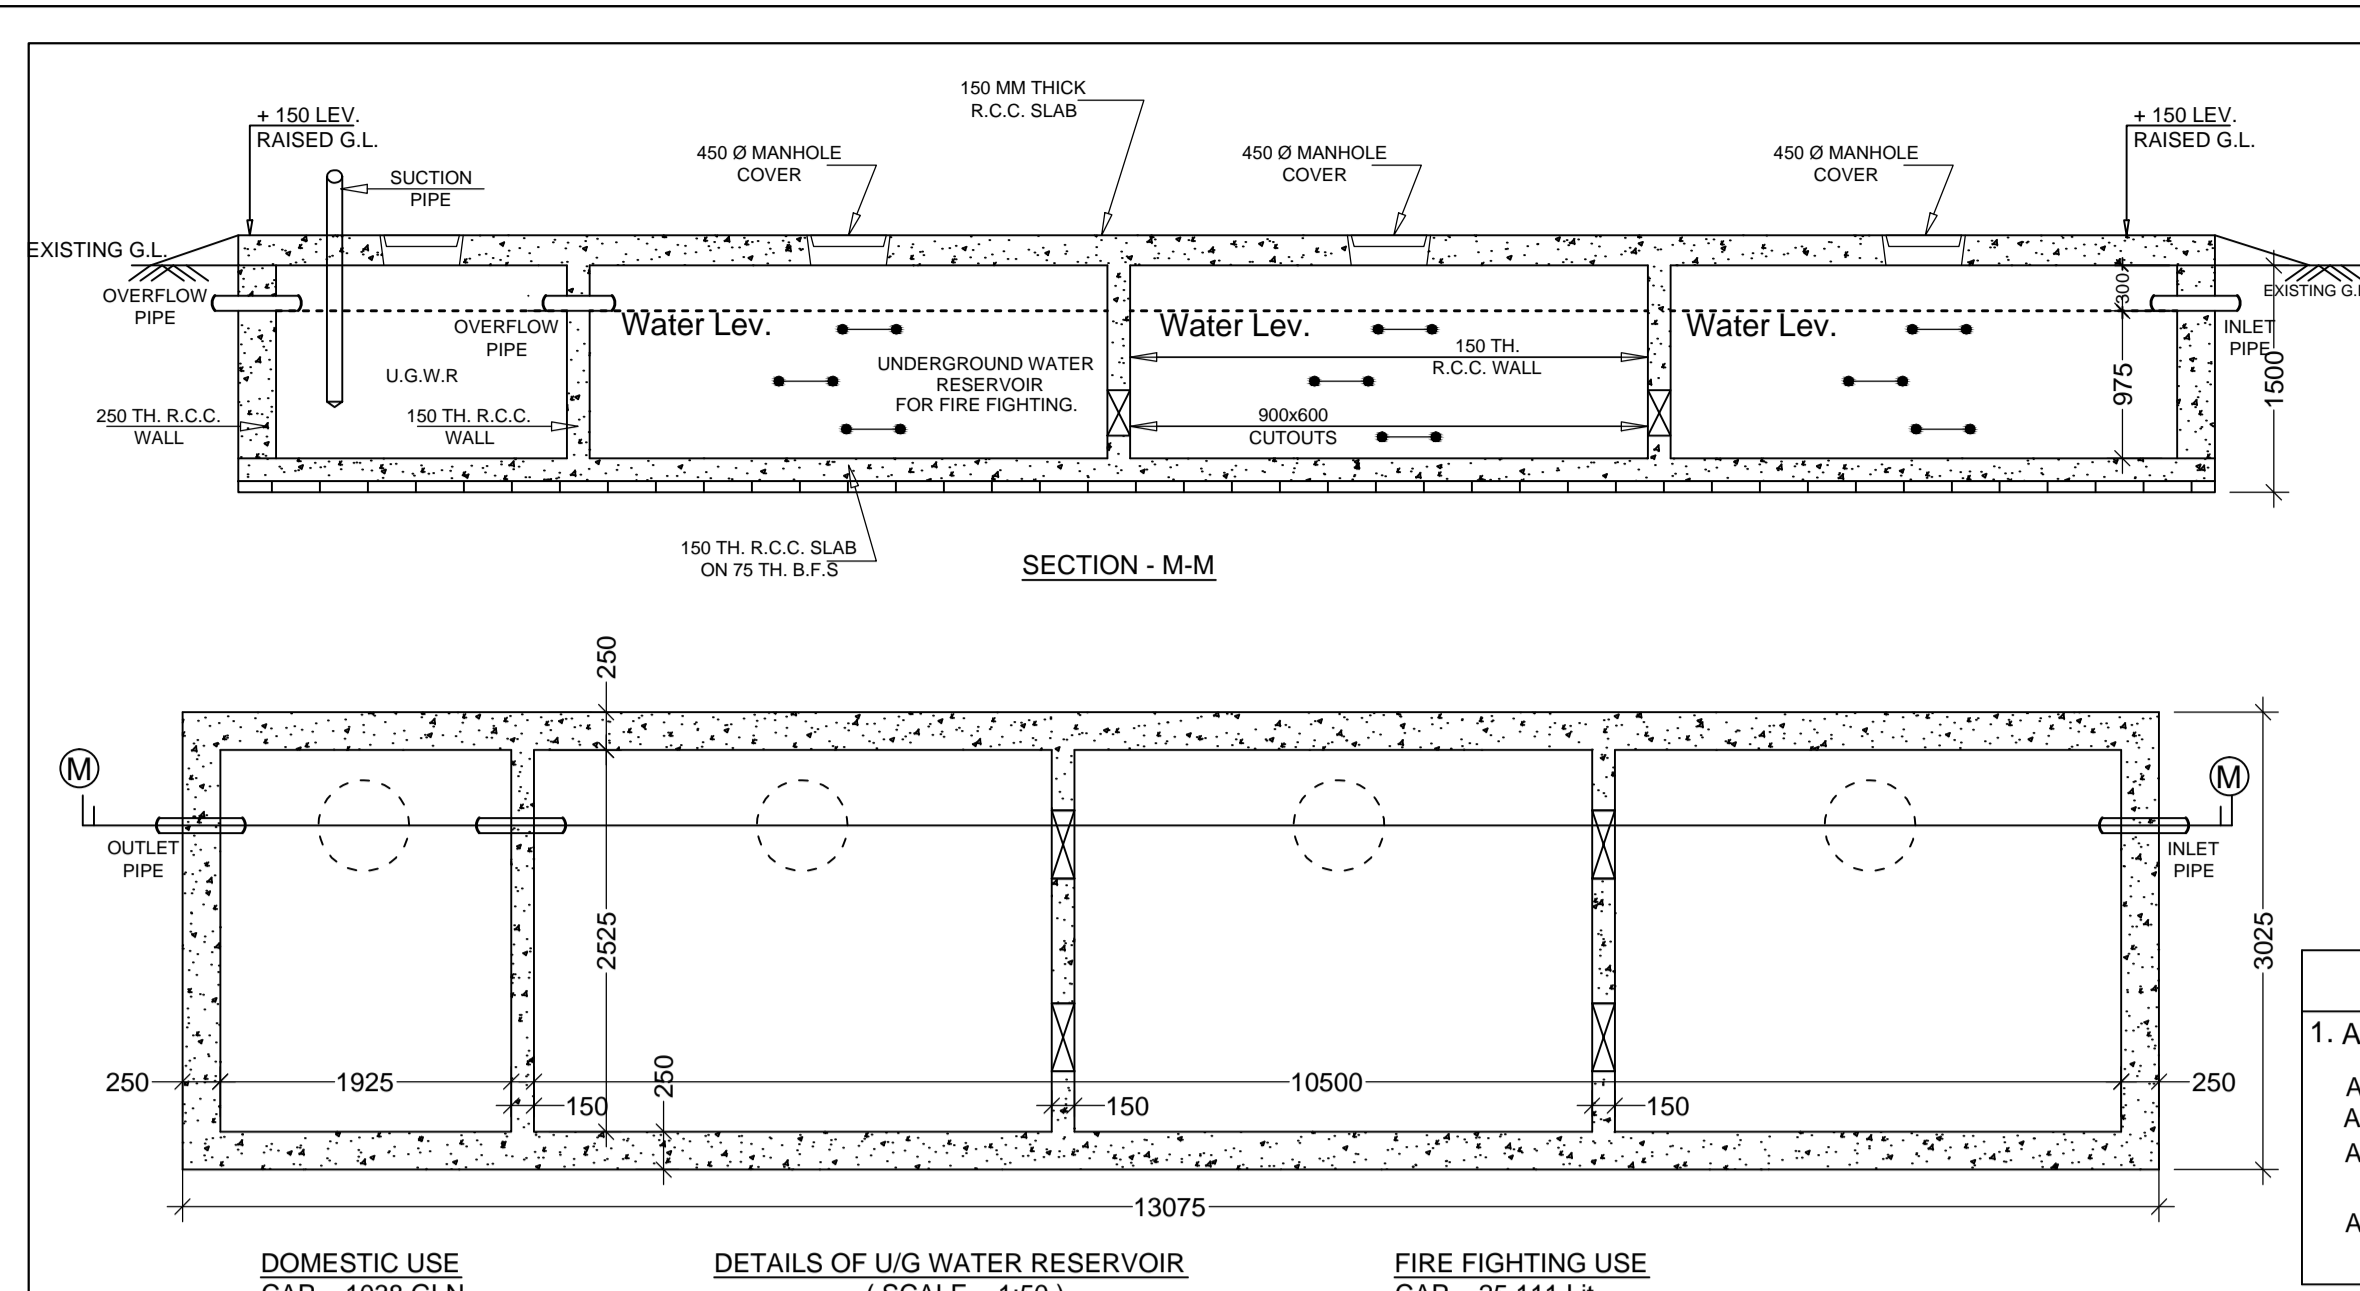 150 MM THICK
R.C.C. SLAB
+ 150 LEV.
RAISED G.L.
+ 150 LEV.
RAISED G.L.
450 Ø MANHOLE
COVER
450 Ø MANHOLE
COVER
450 Ø MANHOLE
COVER
SUCTION
PIPE
EXISTING G.L.
OVERFLOW
PIPE
OVERFLOW
PIPE
Water Lev.
Water Lev.
Water Lev.
300
EXISTING G.L
INLET
PIPE
U.G.W.R
UNDERGROUND WATER
RESERVOIR
FOR FIRE FIGHTING.
150 TH.
R.C.C. WALL
975
1500
250 TH. R.C.C.
WALL
150 TH. R.C.C.
WALL
900x600
CUTOUTS
150 TH. R.C.C. SLAB
ON 75 TH. B.F.S
SECTION - M-M
250
M
M
OUTLET
PIPE
INLET
PIPE
2525
3025
250
1925
250
10500
250
150
150
150
13075
1. A
A
A
A
A
DOMESTIC USE
DETAILS OF U/G WATER RESERVOIR
FIRE FIGHTING USE